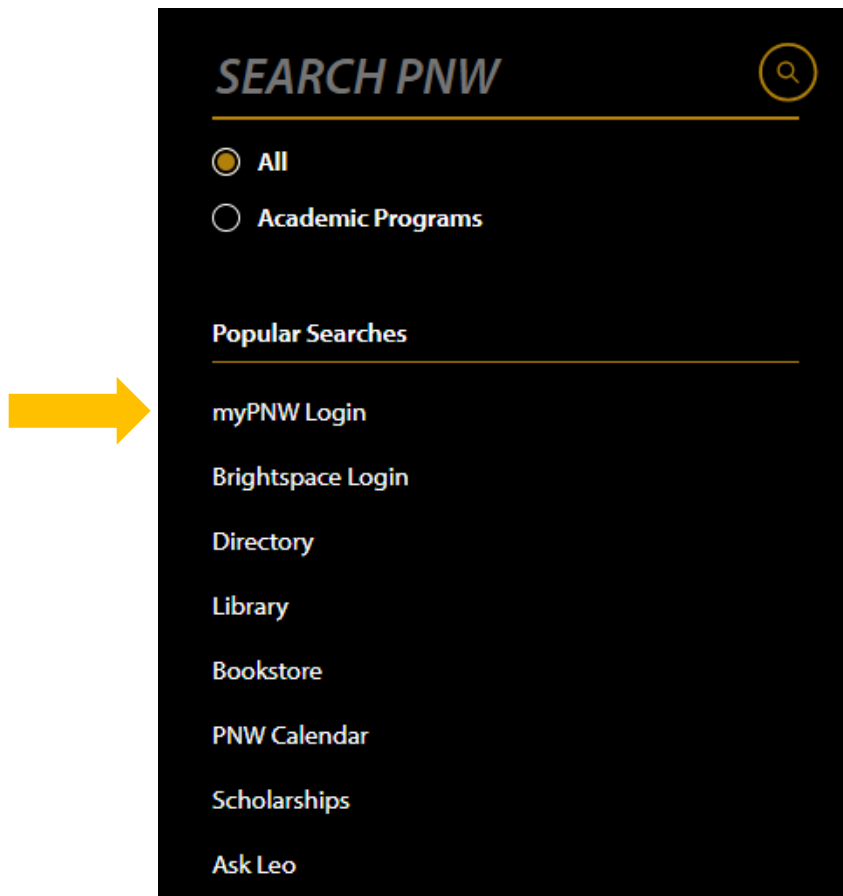 SEARCH PNW
All
Academic Programs
Popular Searches
myPNW Login
Brightspace Login
Directory
Library
Bookstore
PNW Calendar
Scholarships
Ask Leo